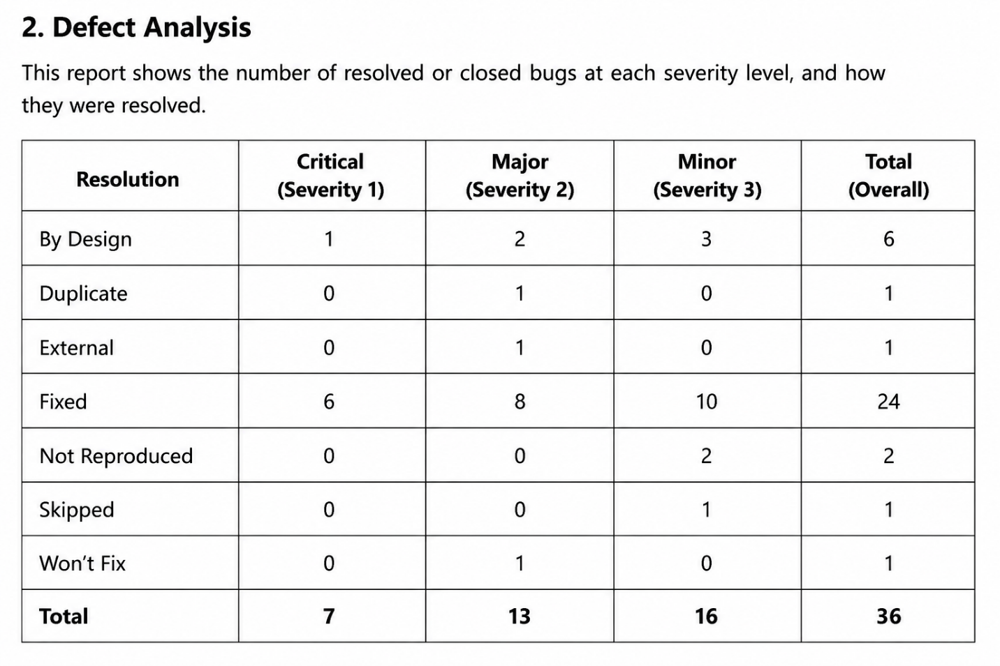 2. Defect Analysis
This report shows the number of resolved or closed bugs at each severity level, and how
they were resolved.
Resolution Critical (Severity 1) Major (Severity 2) Minor (Severity 3) Total (Overall)
By Design 1 2 3 6
Duplicate 0 1 0 1
External 0 1 0 1
Fixed 6 8 10 24
Not Reproduced 0 0 2 2
Skipped 0 0 1 1
Won’t Fix 0 1 0 1
Total 7 13 16 36